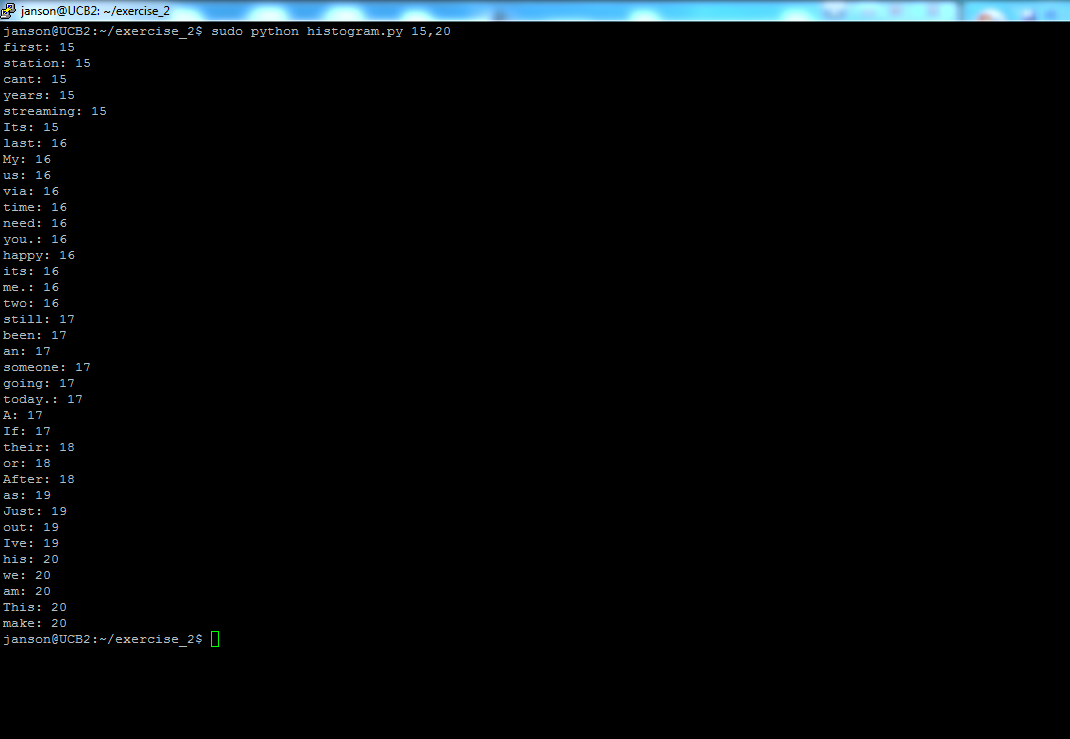 janson@UCB2: ~/exercise_2
janson@UCB2:~/exercise_2$ sudo python histogram.py 15,20
first: 15
station: 15
cant: 15
years: 15
streaming: 15
Its: 15
last: 16
My: 16
us: 16
via: 16
time: 16
need: 16
you.: 16
happy: 16
its: 16
me.: 16
two: 16
still: 17
been: 17
an: 17
someone: 17
going: 17
today.: 17
A: 17
If: 17
their: 18
or: 18
After: 18
as: 19
Just: 19
out: 19
Ive: 19
his: 20
we: 20
am: 20
This: 20
make: 20
janson@UCB2:~/exercise_2$